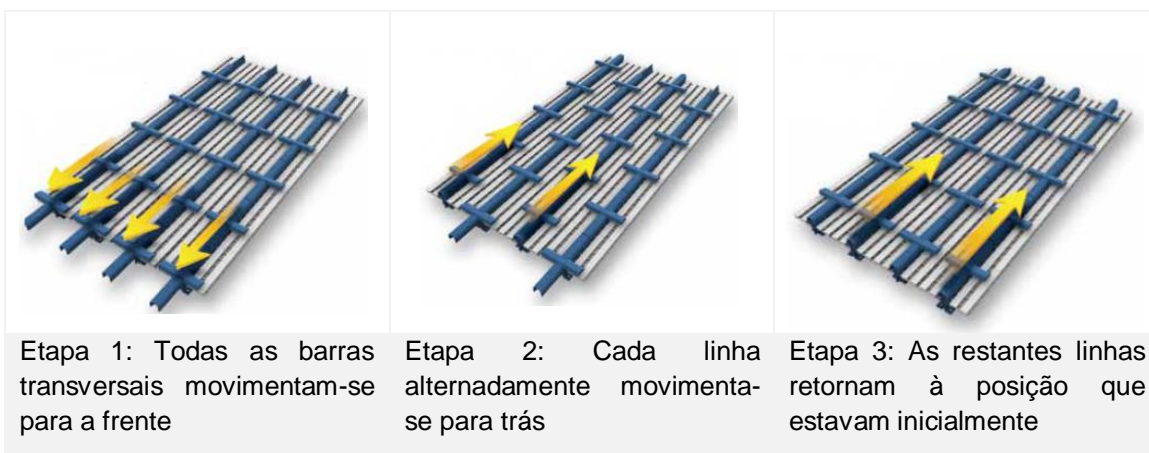 Etapa 1: Todas as barras
transversais movimentam-se
para a frente
Etapa 2: Cada linha
alternadamente movimenta-
se para trás
Etapa 3: As restantes linhas
retornam à posição que
estavam inicialmente